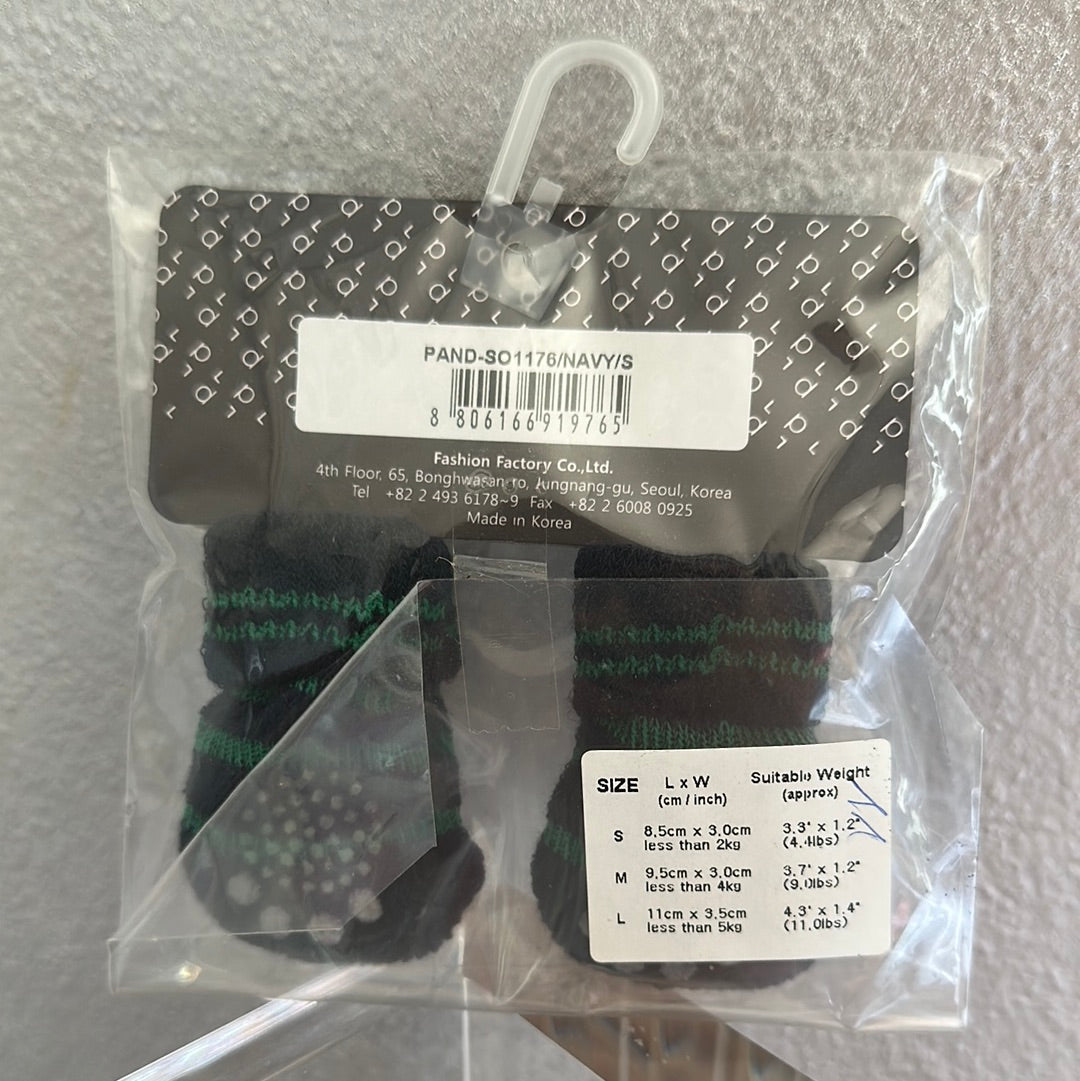 PAND-SO1176/NAVY/S
8 806166 919765
Fashion Factory Co.,Ltd.
4th Floor, 65, Bonghwasan-ro, Jungnang-gu, Seoul, Korea
Tel +82 2 493 6178~9 Fax +82 2 6008 0925
Made in Korea
SIZE L x W Suitable Weight
(cm / inch) (approx)
S 8.5cm x 3.0cm 3.3" x 1.2"
less than 2kg (4.4lbs)
M 9.5cm x 3.0cm 3.7" x 1.2"
less than 4kg (9.0lbs)
L 11cm x 3.5cm 4.3" x 1.4"
less than 5kg (11.0lbs)